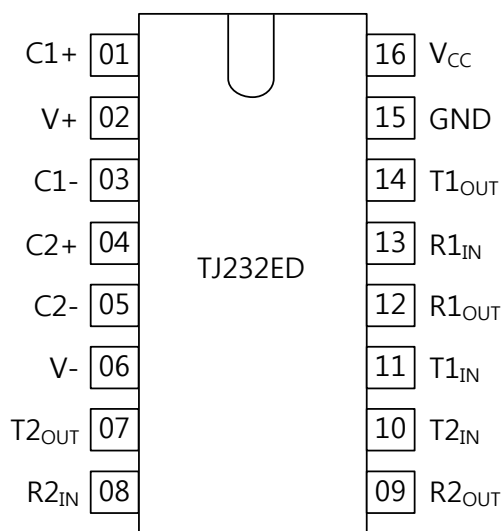 C1+ 01 16 VCC
V+ 02 15 GND
C1- 03 14 T1OUT
C2+ 04 13 R1IN
TJ232ED
C2- 05 12 R1OUT
V- 06 11 T1IN
T2OUT 07 10 T2IN
R2IN 08 09 R2OUT